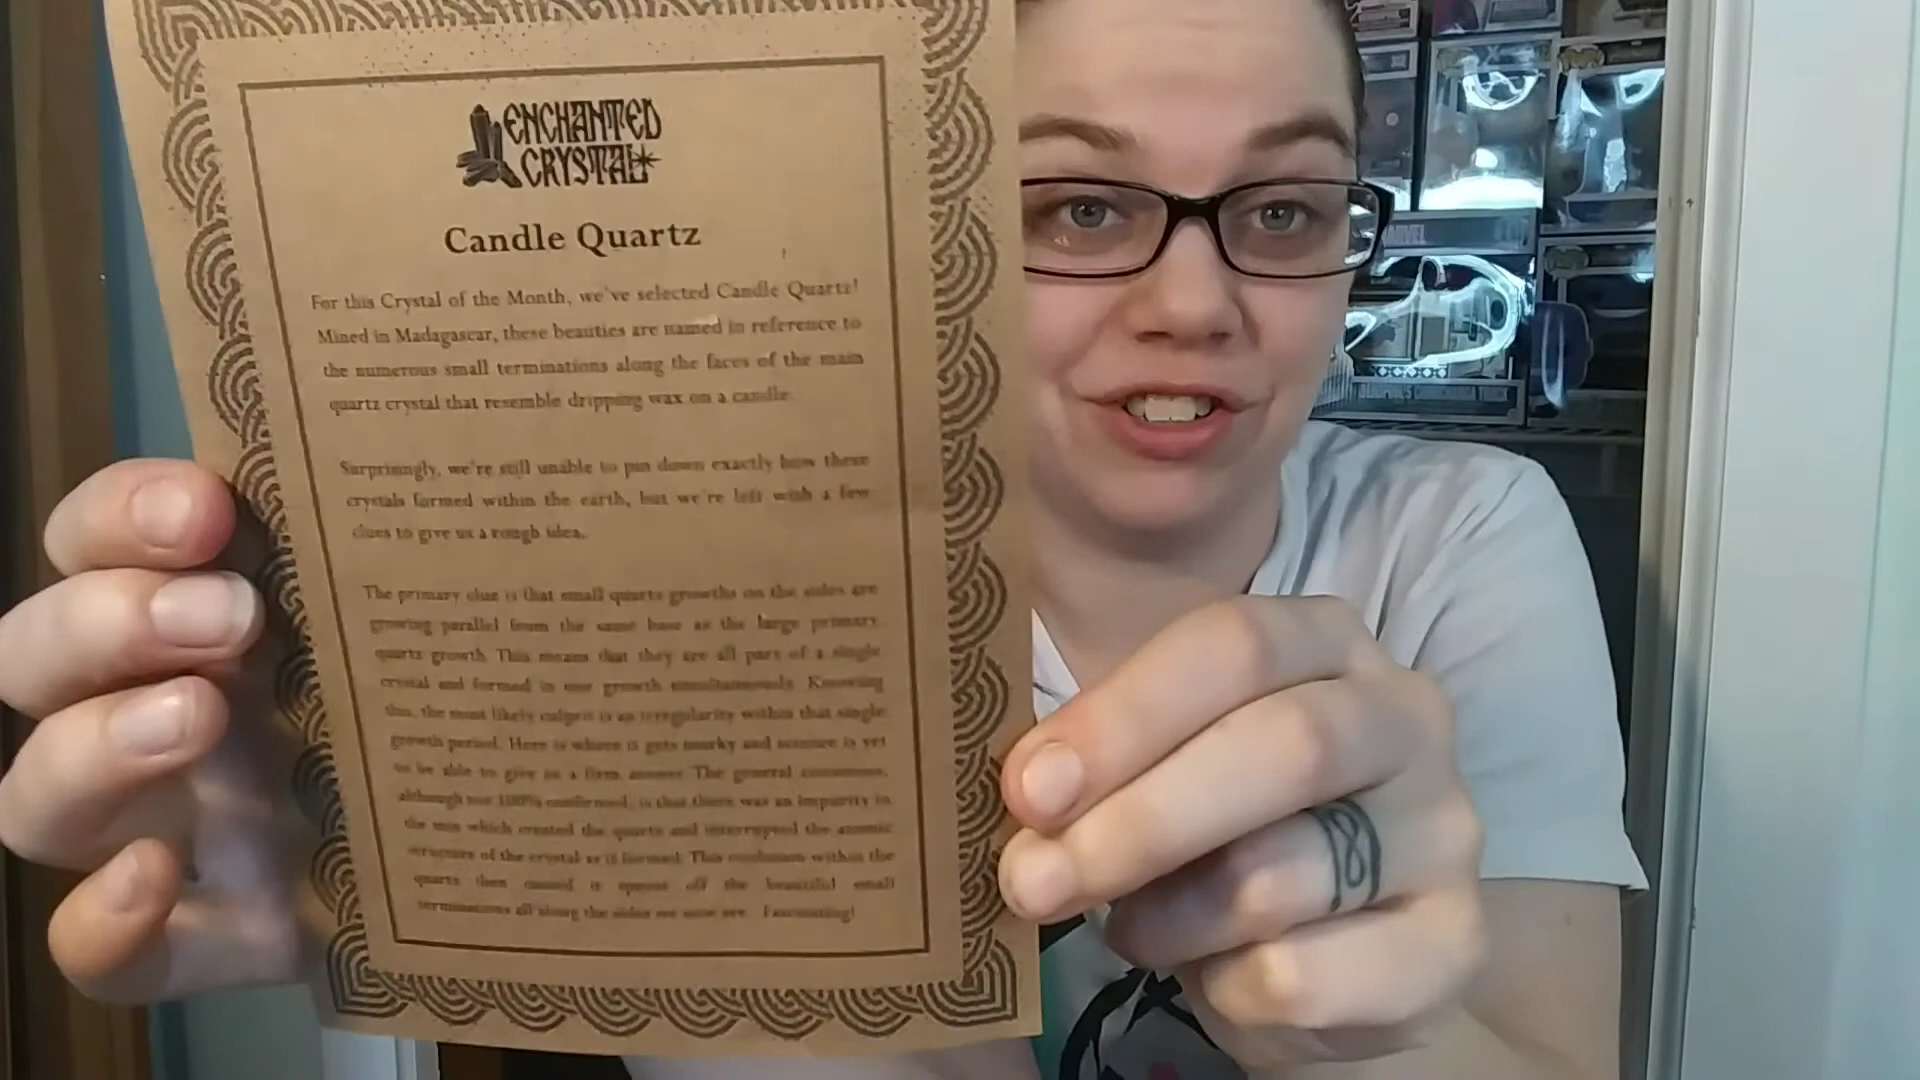 ENCHANTED
CRYSTAL
Candle Quartz
For this Crystal of the Month, we've selected Candle Quartz!
Mined in Madagascar, these beauties are named in reference to
the numerous small terminations along the faces of the main
quartz crystal that resemble dripping wax on a candle.
Surprisingly, we're still unable to pin down exactly how these
crystals formed within the earth, but we're left with a few
clues to give us a rough idea.
The primary clue is that small quartz growths on the sides are
growing parallel from the same base as the large primary
quartz growth. This means that they are all part of a single
crystal and formed in one growth simultaneously. Knowing
this, the most likely culprit is an irregularity within that single
growth period. Here is where it gets murky and science is yet
to be able to give us a firm answer. The general consensus,
although not 100% confirmed, is that there was an impurity in
the mix which created the quartz and interrupted the atomic
structure of the crystal as it formed. This confusion within the
quartz then caused it sprout off the beautiful small
terminations all along the sides we now see. Fascinating!
MARVEL